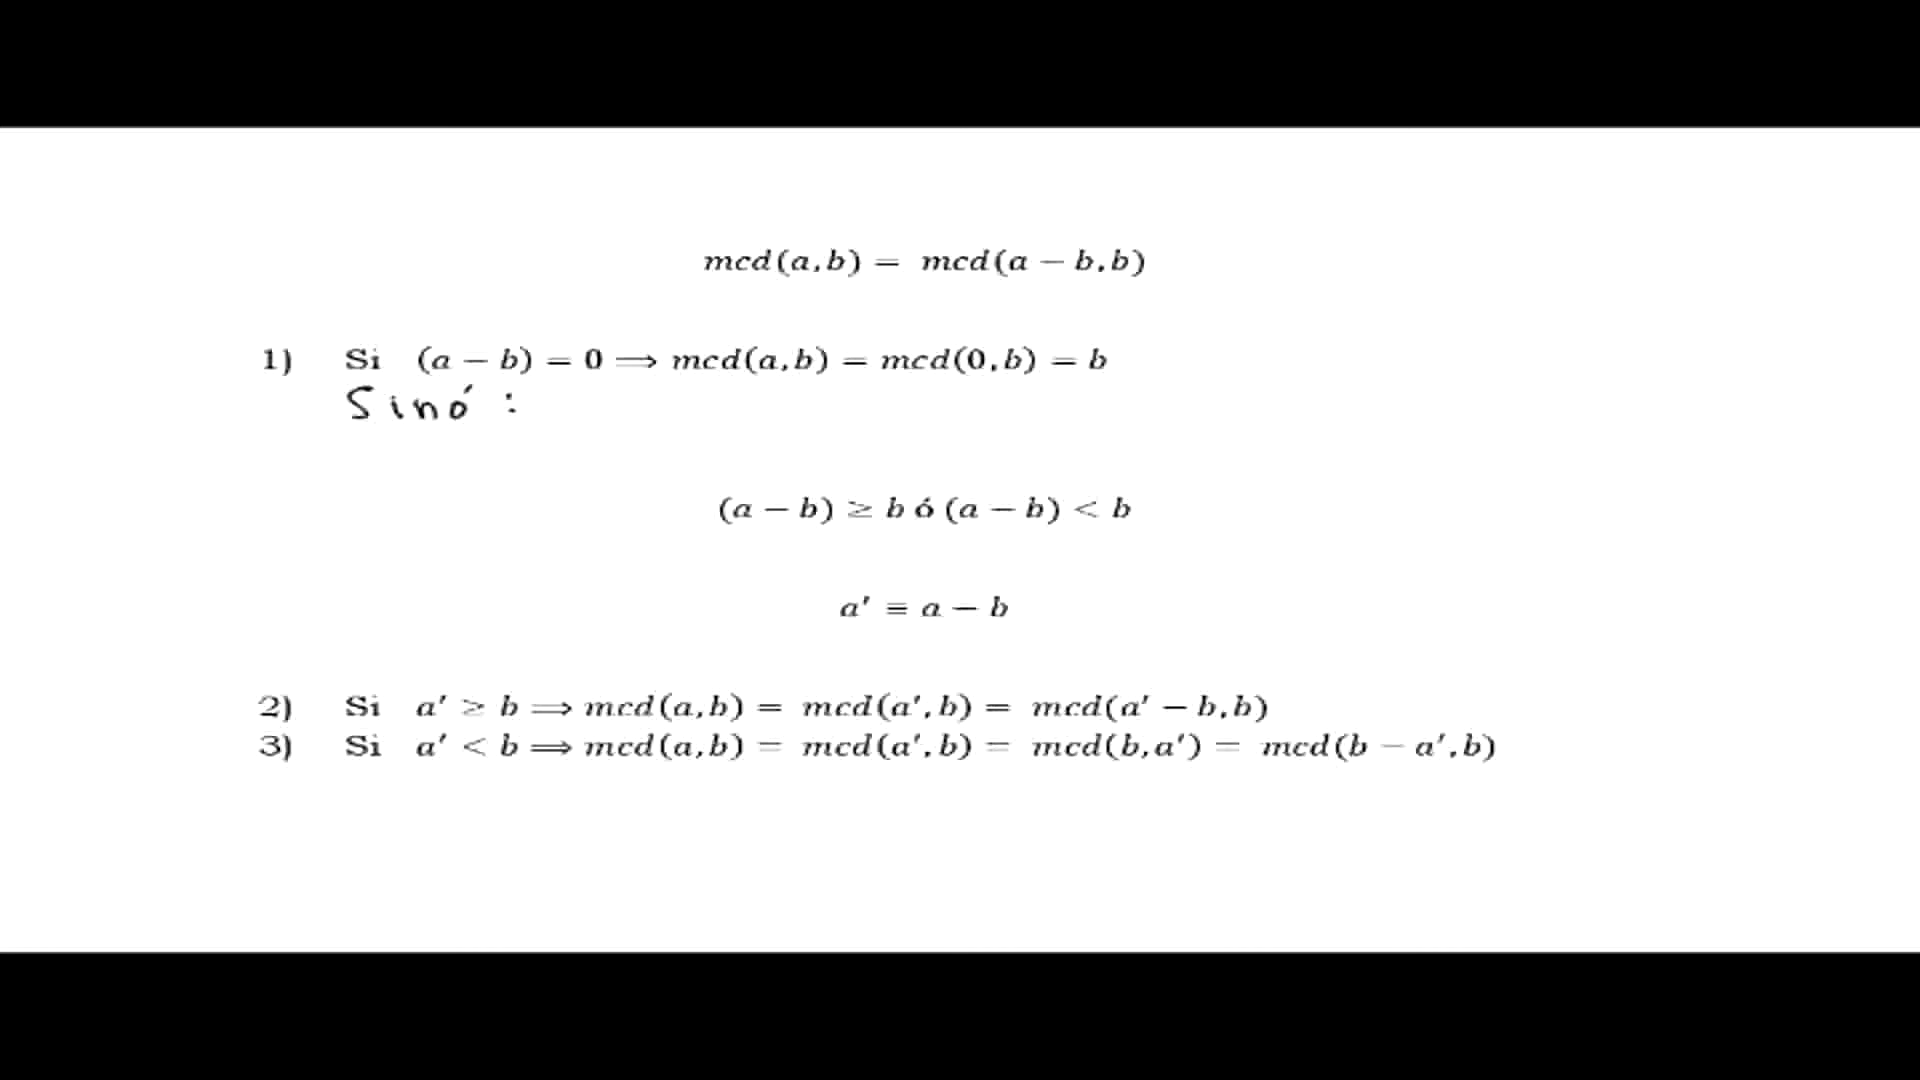 mcd(a,b) = mcd(a − b,b)
1) Si (a − b) = 0 ⟹ mcd(a,b) = mcd(0,b) = b
Sinó :
(a − b) ≥ b ó (a − b) < b
a′ ≡ a − b
2) Si a′ ≥ b ⟹ mcd(a,b) = mcd(a′,b) = mcd(a′ − b,b)
3) Si a′ < b ⟹ mcd(a,b) = mcd(a′,b) = mcd(b,a′) = mcd(b − a′,b)